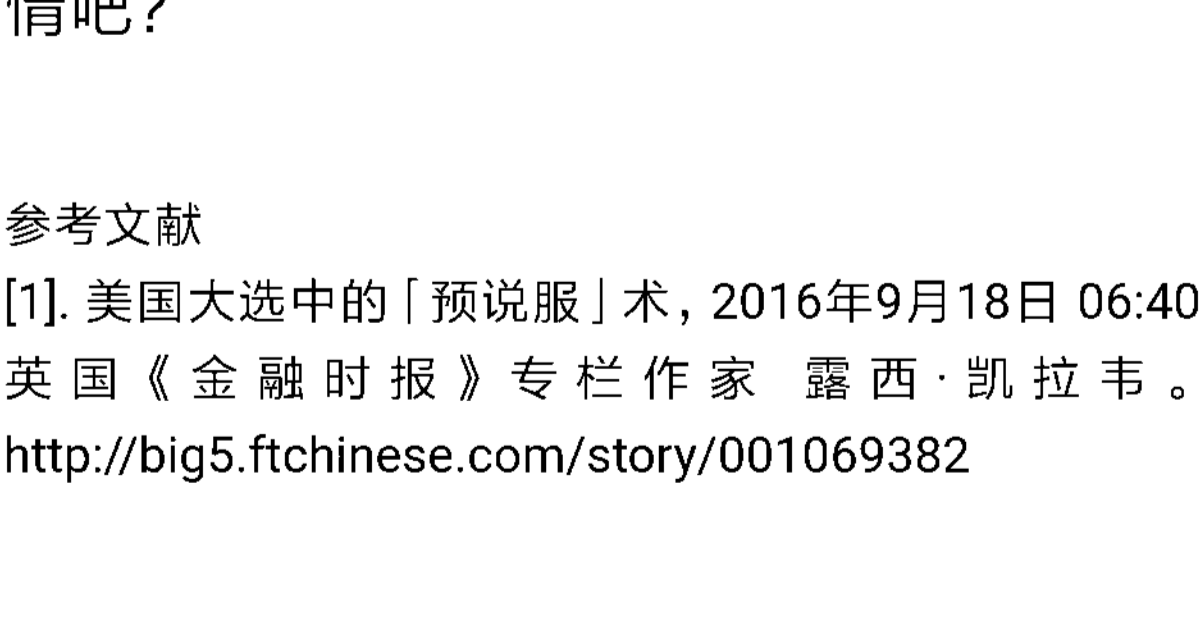 情吧？
参考文献
[1]. 美国大选中的「预说服」术, 2016年9月18日 06:40
英国《金融时报》专栏作家 露西·凯拉韦。
http://big5.ftchinese.com/story/001069382